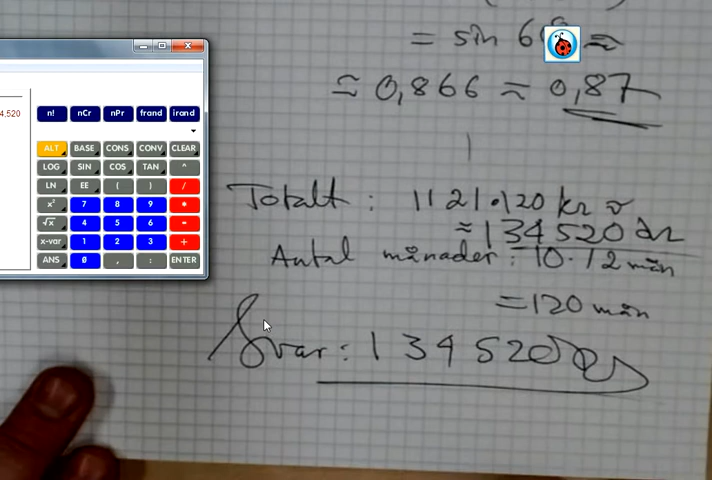 = sin 60° ≈
≈ 0,866 ≈ 0,87
4,520
n! nCr nPr frand irand
ALT BASE CONS CONV CLEAR
LOG SIN COS TAN ^
LN EE ( ) /
x² 7 8 9 *
√x 4 5 6 -
x-var 1 2 3 +
ANS 0 , : ENTER
Totalt : 1121·120 kr
≈ 134 520
Antal månader : 10·12 mån
= 120 mån
Svar : 134 520